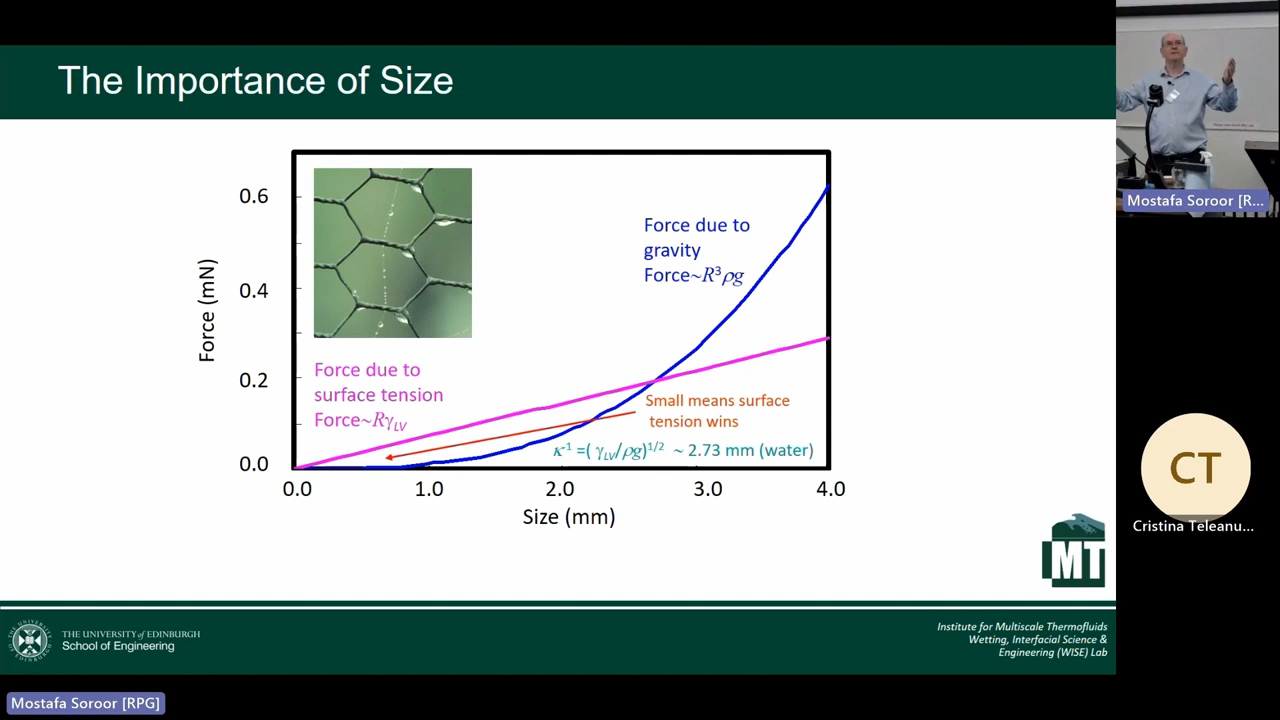 The Importance of Size
Force (mN)
0.6
0.4
0.2
0.0
Force due to
gravity
Force~R³ρg
Force due to
surface tension
Force~Rγ_LV
Small means surface
tension wins
κ⁻¹ =( γ_LV/ρg)^1/2 ~ 2.73 mm (water)
0.0 1.0 2.0 3.0 4.0
Size (mm)
MT
THE UNIVERSITY of EDINBURGH
School of Engineering
Institute for Multiscale Thermofluids
Wetting, Interfacial Science &
Engineering (WISE) Lab
Mostafa Soroor [R...
CT
Cristina Teleanu...
Mostafa Soroor [RPG]